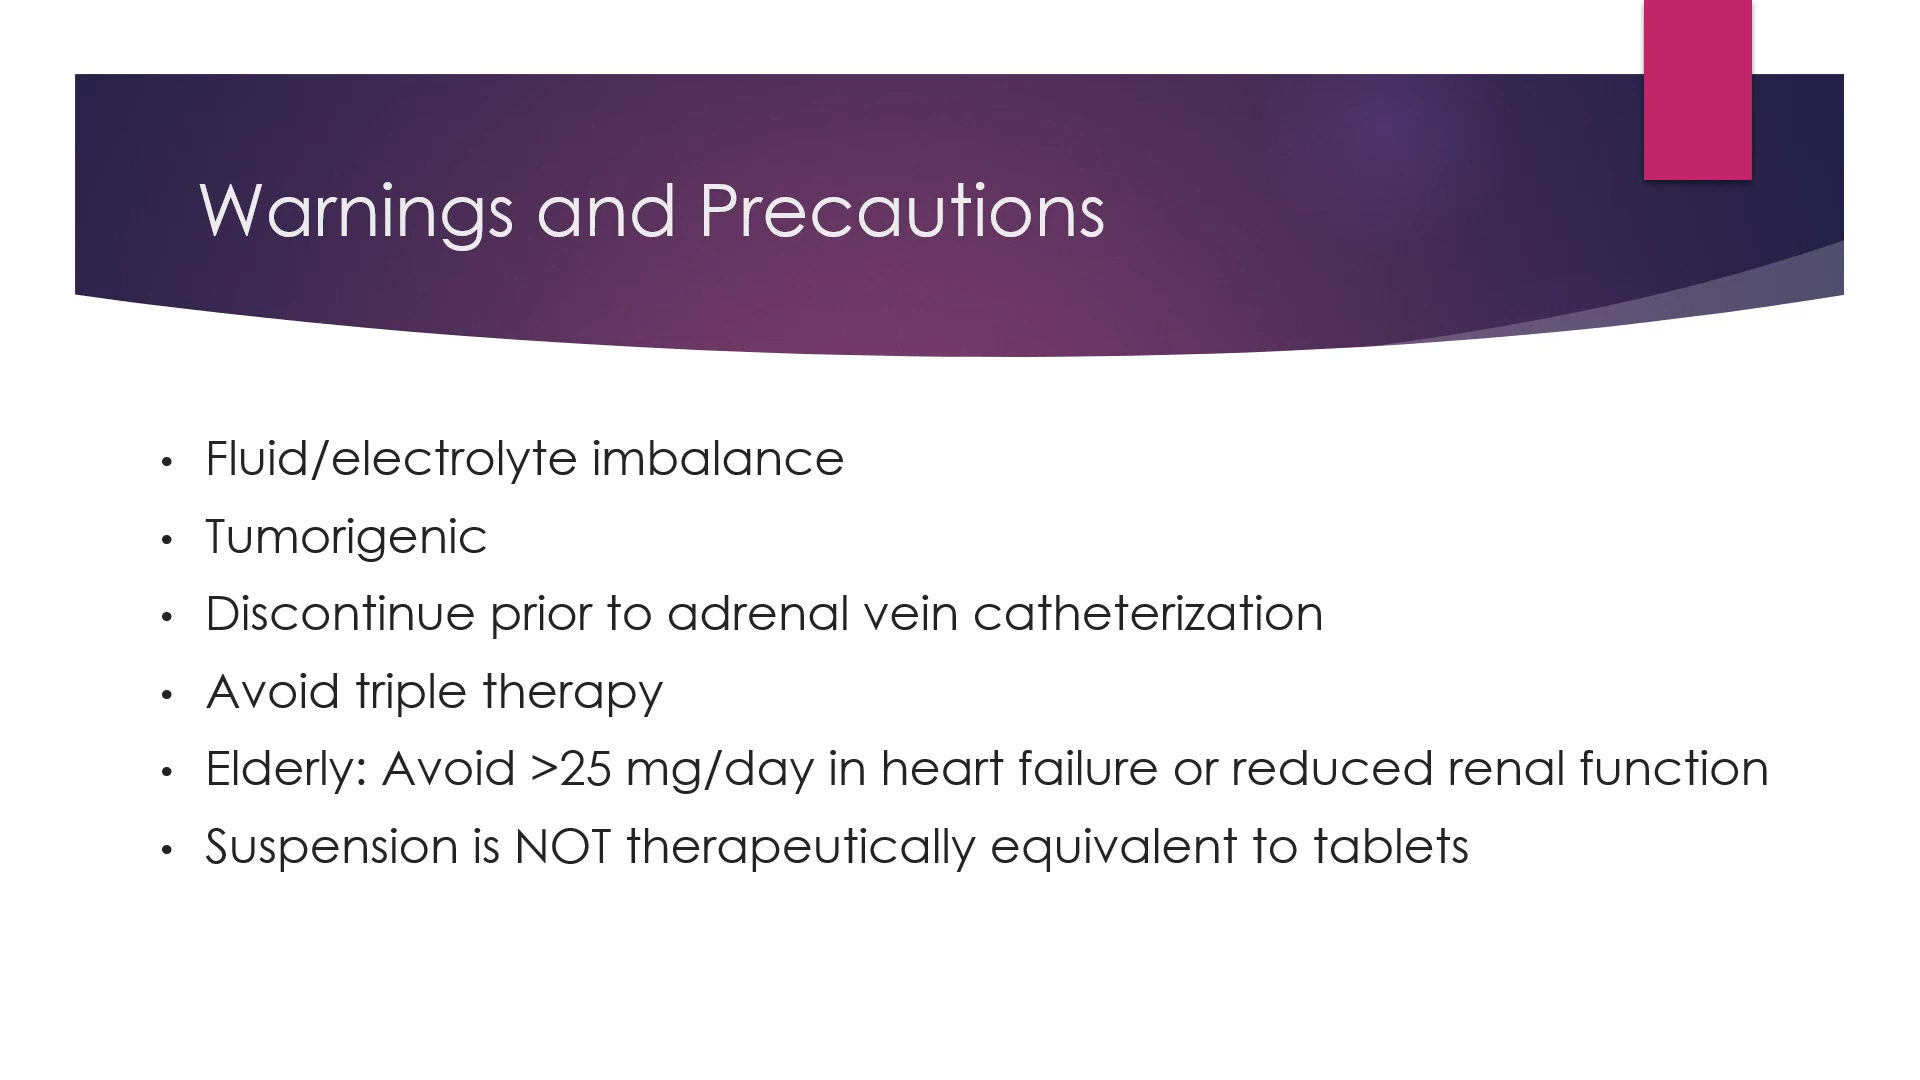 Warnings and Precautions
• Fluid/electrolyte imbalance
• Tumorigenic
• Discontinue prior to adrenal vein catheterization
• Avoid triple therapy
• Elderly: Avoid >25 mg/day in heart failure or reduced renal function
• Suspension is NOT therapeutically equivalent to tablets